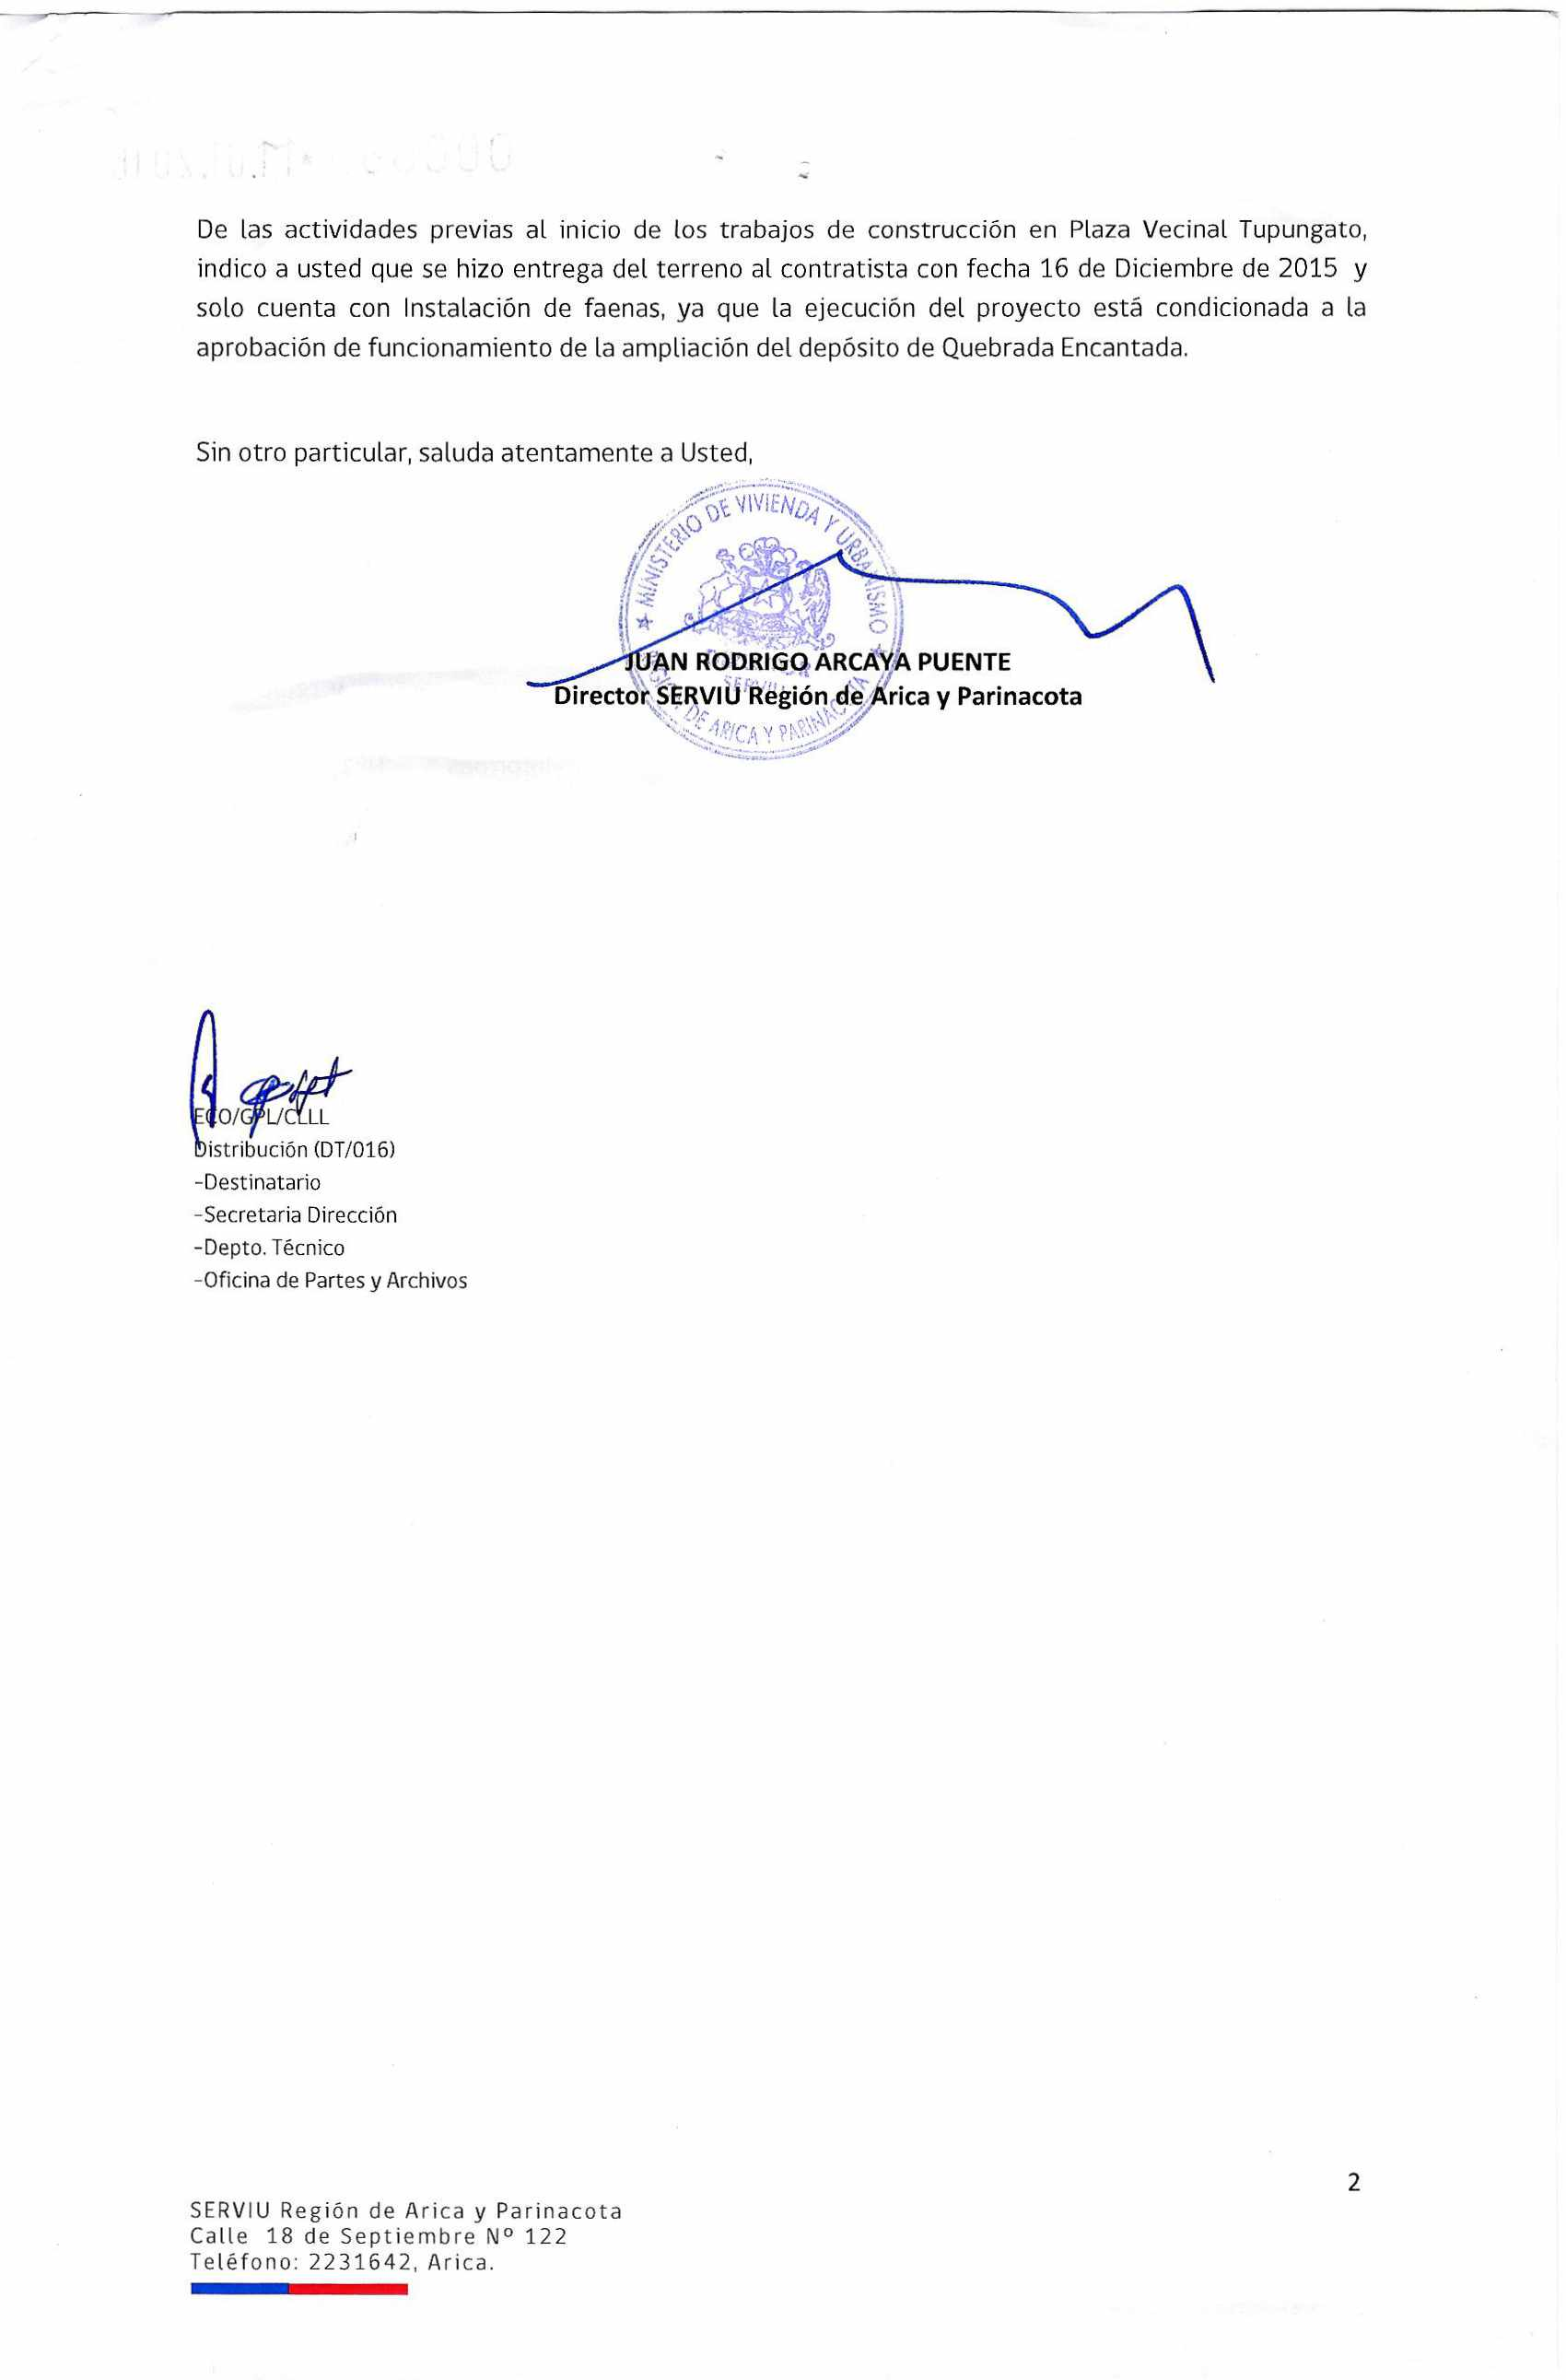 De las actividades previas al inicio de los trabajos de construcción en Plaza Vecinal Tupungato,
indico a usted que se hizo entrega del terreno al contratista con fecha 16 de Diciembre de 2015 y
solo cuenta con Instalación de faenas, ya que la ejecución del proyecto está condicionada a la
aprobación de funcionamiento de la ampliación del depósito de Quebrada Encantada.
Sin otro particular, saluda atentamente a Usted,
★ MINISTERIO DE VIVIENDA Y URBANISMO ★
REGIÓN DE ARICA Y PARINACOTA
SERVIU
JUAN RODRIGO ARCAYA PUENTE
Director SERVIU Región de Arica y Parinacota
ECO/GPL/CLLL
Distribución (DT/016)
-Destinatario
-Secretaria Dirección
-Depto. Técnico
-Oficina de Partes y Archivos
2
SERVIU Región de Arica y Parinacota
Calle 18 de Septiembre Nº 122
Teléfono: 2231642, Arica.